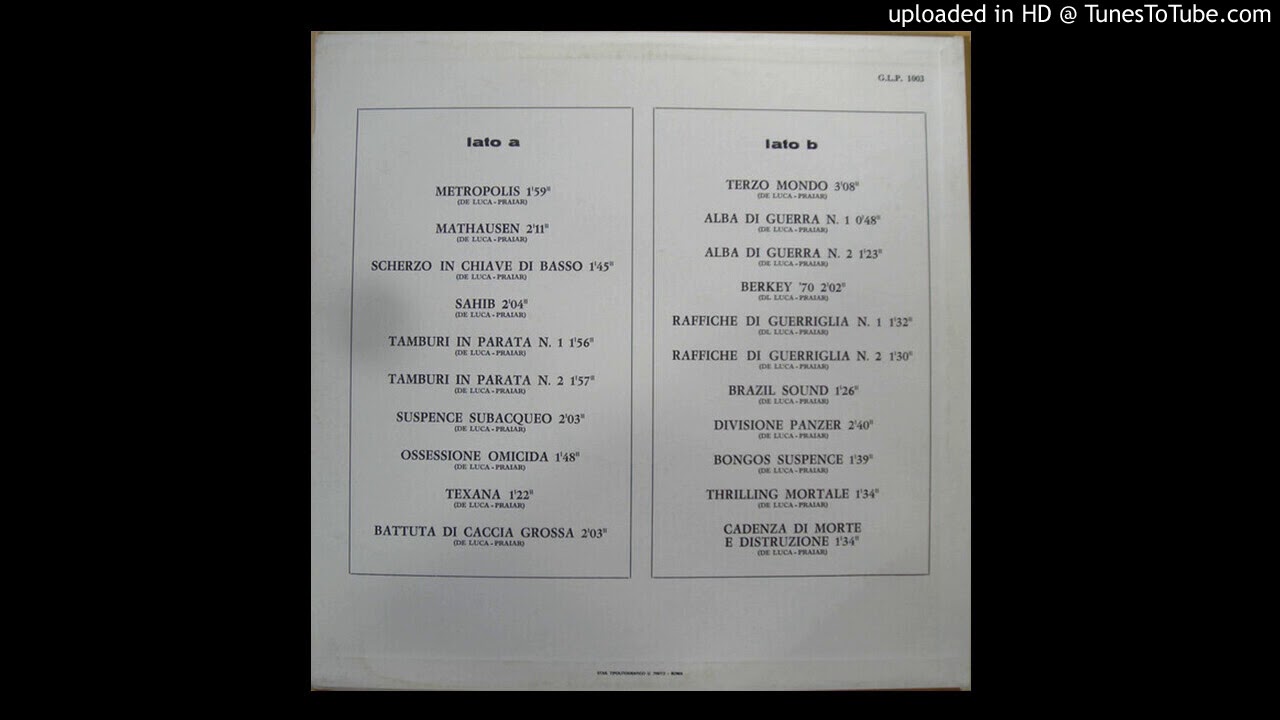 uploaded in HD @ TunesToTube.com
G.L.P. 1003
lato a
METROPOLIS 1'59"
(DE LUCA - PRAIAR)
MATHAUSEN 2'11"
(DE LUCA - PRAIAR)
SCHERZO IN CHIAVE DI BASSO 1'45"
(DE LUCA - PRAIAR)
SAHIB 2'04"
(DE LUCA - PRAIAR)
TAMBURI IN PARATA N. 1 1'56"
(DE LUCA - PRAIAR)
TAMBURI IN PARATA N. 2 1'57"
(DE LUCA - PRAIAR)
SUSPENCE SUBACQUEO 2'03"
(DE LUCA - PRAIAR)
OSSESSIONE OMICIDA 1'48"
(DE LUCA - PRAIAR)
TEXANA 1'22"
(DE LUCA - PRAIAR)
BATTUTA DI CACCIA GROSSA 2'03"
(DE LUCA - PRAIAR)
lato b
TERZO MONDO 3'08"
(DE LUCA - PRAIAR)
ALBA DI GUERRA N. 1 0'48"
(DE LUCA - PRAIAR)
ALBA DI GUERRA N. 2 1'23"
(DE LUCA - PRAIAR)
BERKEY '70 2'02"
(DE LUCA - PRAIAR)
RAFFICHE DI GUERRIGLIA N. 1 1'32"
(DE LUCA - PRAIAR)
RAFFICHE DI GUERRIGLIA N. 2 1'30"
(DE LUCA - PRAIAR)
BRAZIL SOUND 1'26"
(DE LUCA - PRAIAR)
DIVISIONE PANZER 2'40"
(DE LUCA - PRAIAR)
BONGOS SUSPENCE 1'39"
(DE LUCA - PRAIAR)
THRILLING MORTALE 1'34"
(DE LUCA - PRAIAR)
CADENZA DI MORTE
E DISTRUZIONE 1'34"
(DE LUCA - PRAIAR)
- ROMA